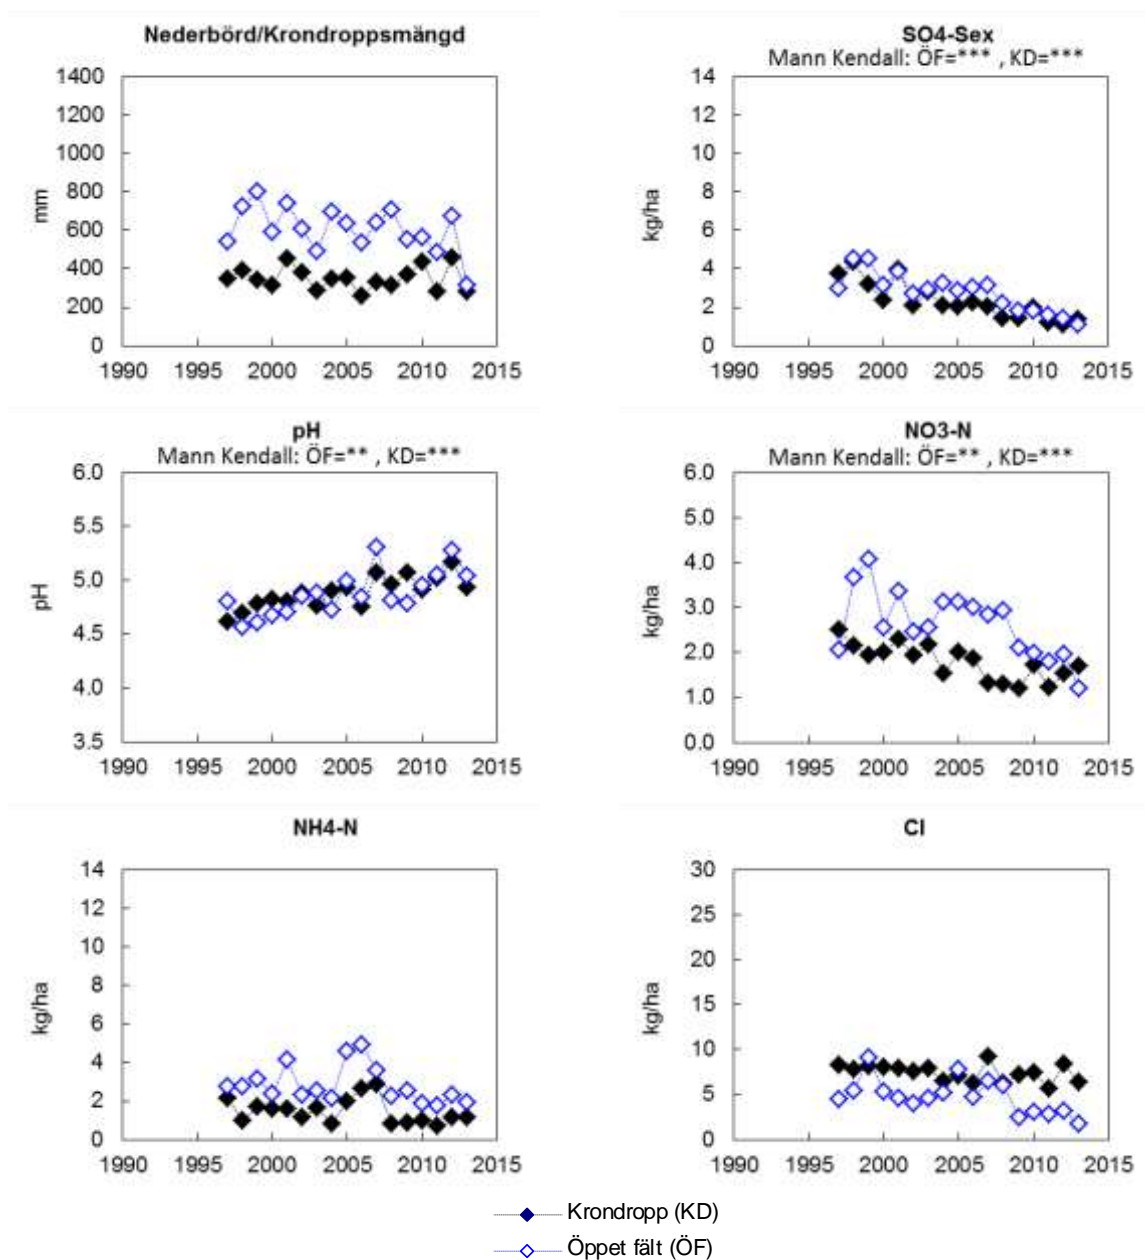 Nederbörd/Krondroppsmängd
1400
1200
1000
800
600
400
200
0
mm
1990 1995 2000 2005 2010 2015
SO4-Sex
Mann Kendall: ÖF=*** , KD=***
14
12
10
8
6
4
2
0
kg/ha
1990 1995 2000 2005 2010 2015
pH
Mann Kendall: ÖF=** , KD=***
6.0
5.5
5.0
4.5
4.0
3.5
pH
1990 1995 2000 2005 2010 2015
NO3-N
Mann Kendall: ÖF=** , KD=***
6.0
5.0
4.0
3.0
2.0
1.0
0.0
kg/ha
1990 1995 2000 2005 2010 2015
NH4-N
14
12
10
8
6
4
2
0
kg/ha
1990 1995 2000 2005 2010 2015
Cl
30
25
20
15
10
5
0
kg/ha
1990 1995 2000 2005 2010 2015
Krondropp (KD)
Öppet fält (ÖF)